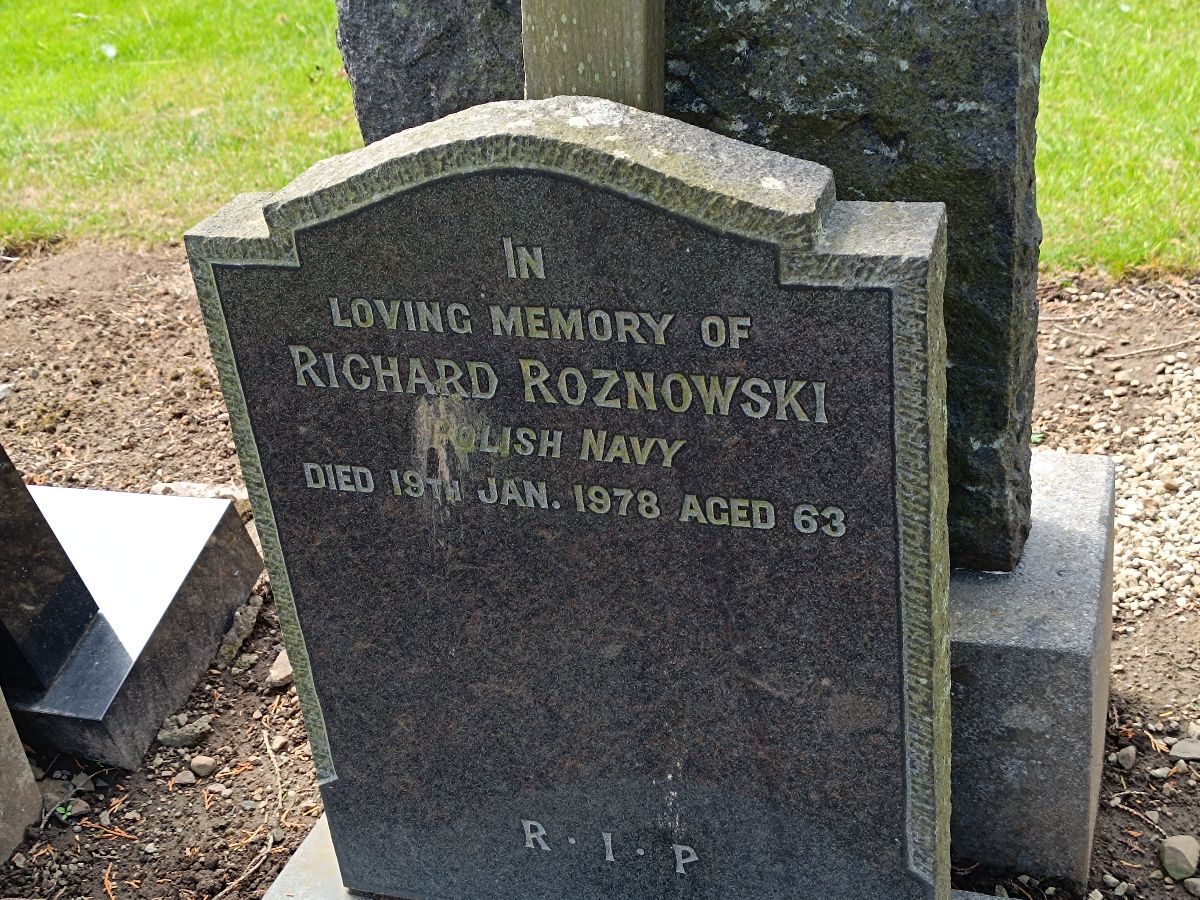 IN
LOVING MEMORY OF
RICHARD ROZNOWSKI
POLISH NAVY
DIED 19TH JAN. 1978 AGED 63
R·I·P